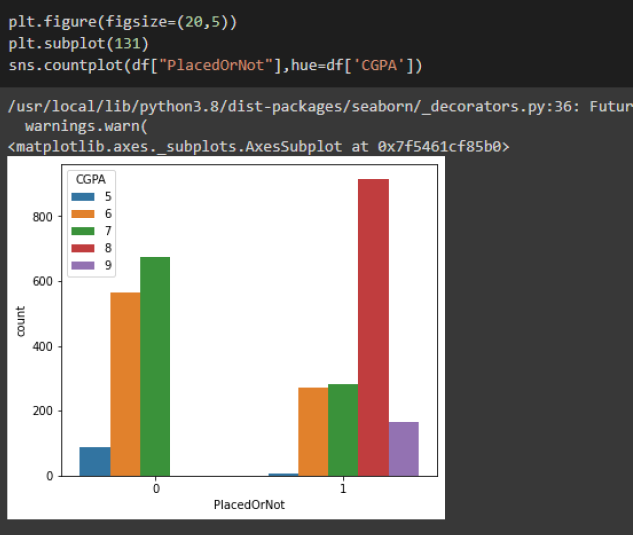 plt.figure(figsize=(20,5))
plt.subplot(131)
sns.countplot(df["PlacedOrNot"],hue=df['CGPA'])
/usr/local/lib/python3.8/dist-packages/seaborn/_decorators.py:36: Futur
warnings.warn(
<matplotlib.axes._subplots.AxesSubplot at 0x7f5461cf85b0>
CGPA
5
6
7
8
9
800
600
400
200
0
count
0 1
PlacedOrNot